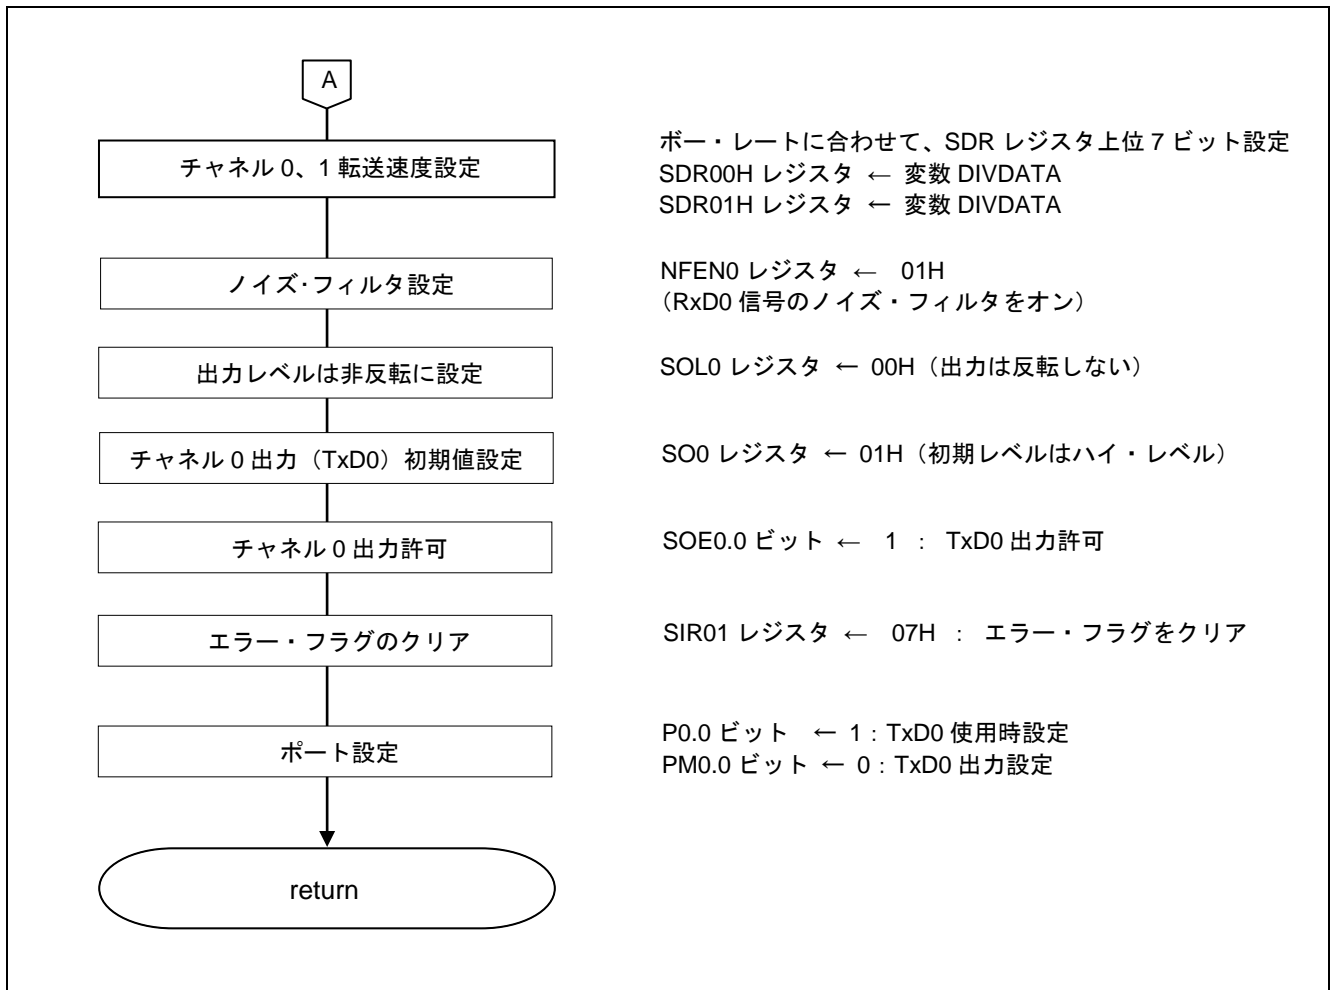 A
チャネル 0、1 転送速度設定
ボー・レートに合わせて、SDR レジスタ上位 7 ビット設定
SDR00H レジスタ ← 変数 DIVDATA
SDR01H レジスタ ← 変数 DIVDATA
ノイズ・フィルタ設定
NFEN0 レジスタ ← 01H
（RxD0 信号のノイズ・フィルタをオン）
出力レベルは非反転に設定
SOL0 レジスタ ← 00H（出力は反転しない）
チャネル 0 出力（TxD0）初期値設定
SO0 レジスタ ← 01H（初期レベルはハイ・レベル）
チャネル 0 出力許可
SOE0.0 ビット ← 1 ： TxD0 出力許可
エラー・フラグのクリア
SIR01 レジスタ ← 07H ： エラー・フラグをクリア
ポート設定
P0.0 ビット ← 1：TxD0 使用時設定
PM0.0 ビット ← 0：TxD0 出力設定
return